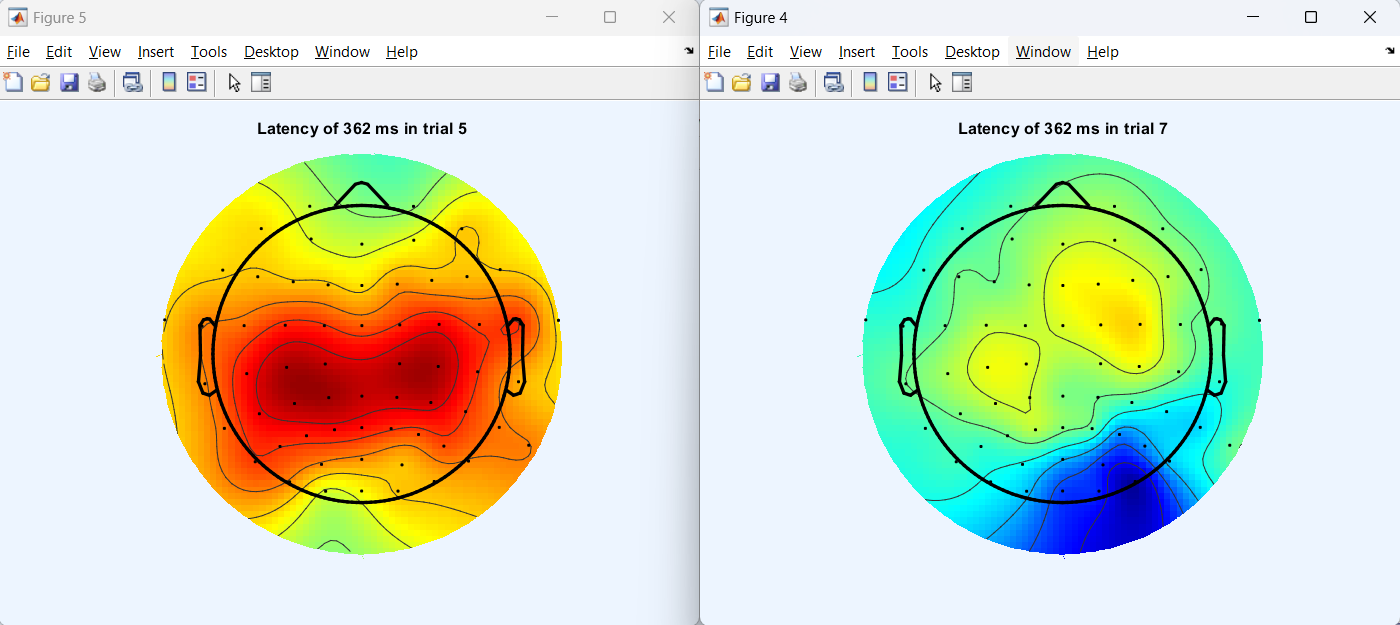 Figure 5
File Edit View Insert Tools Desktop Window Help
Latency of 362 ms in trial 5
Figure 4
File Edit View Insert Tools Desktop Window Help
Latency of 362 ms in trial 7